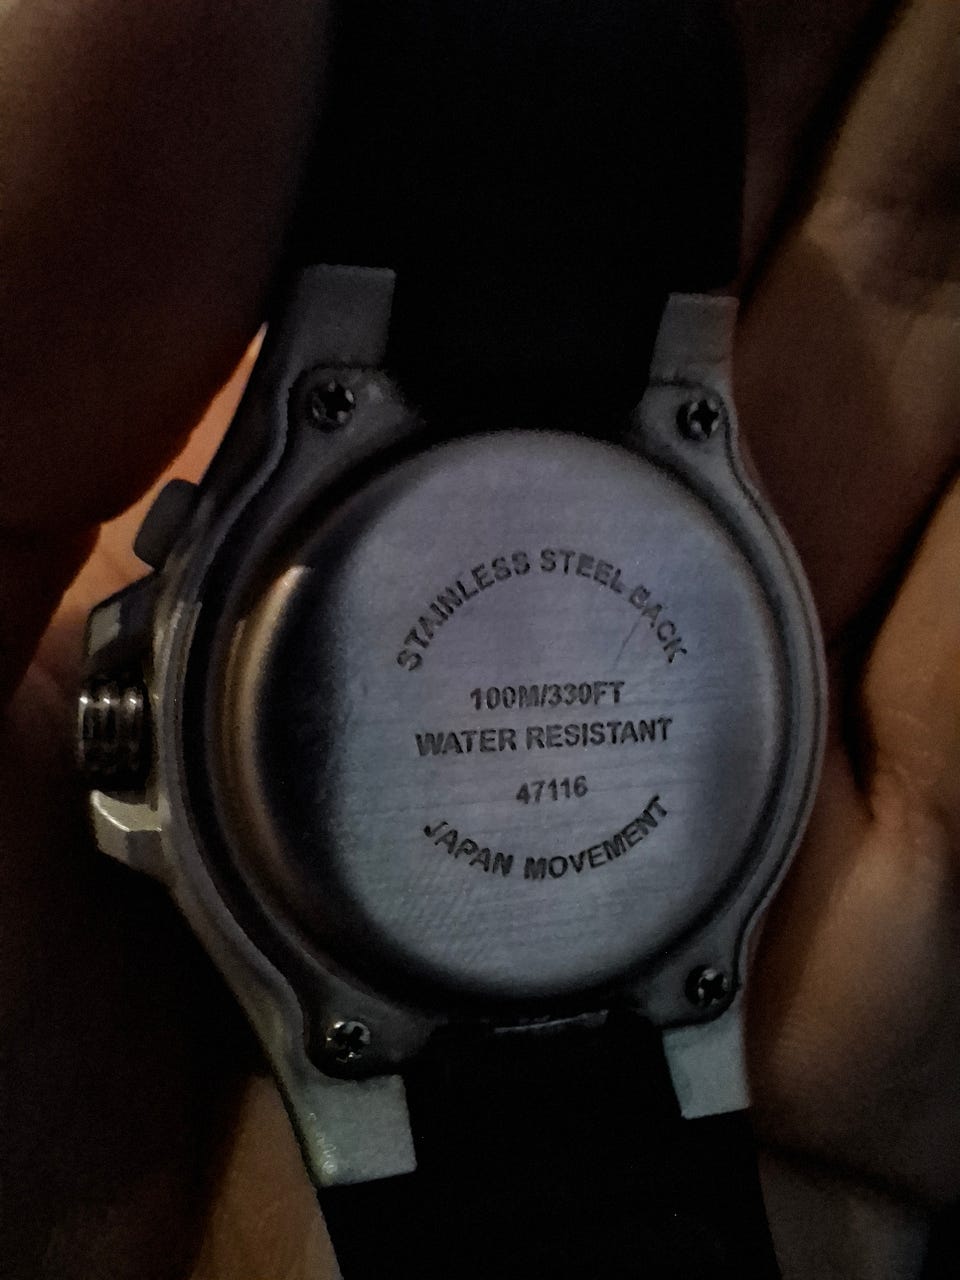 STAINLESS STEEL BACK
100M/330FT
WATER RESISTANT
47116
JAPAN MOVEMENT